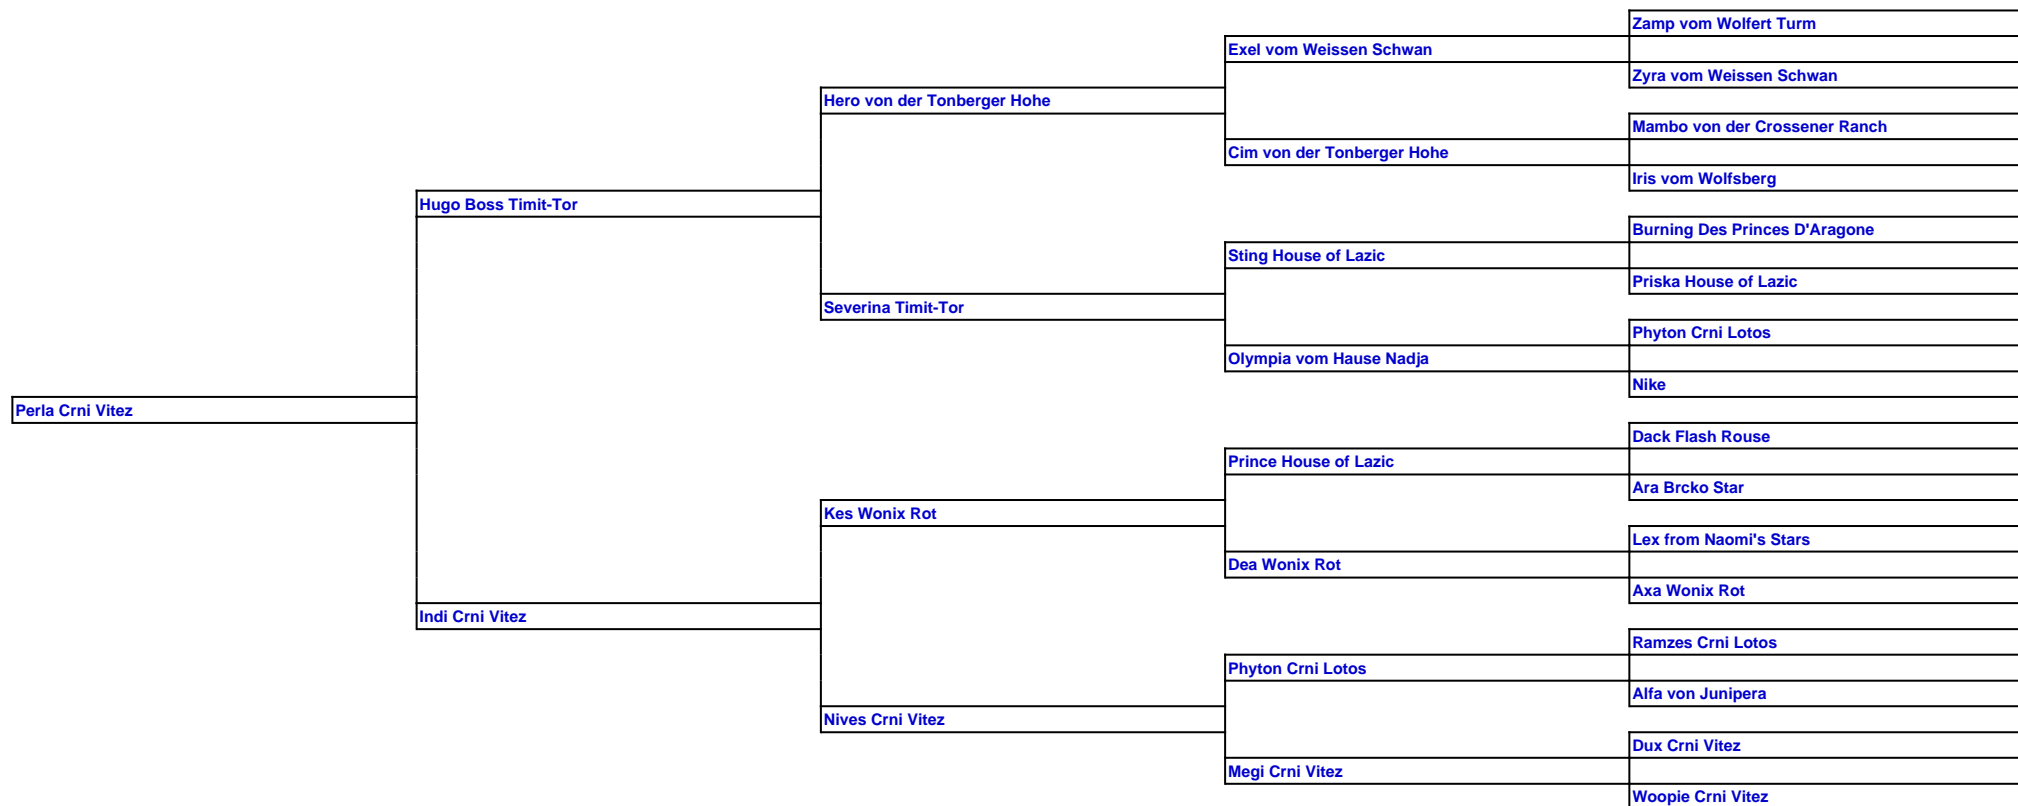 Zamp vom Wolfert Turm
Exel vom Weissen Schwan
Zyra vom Weissen Schwan
Hero von der Tonberger Hohe
Mambo von der Crossener Ranch
Cim von der Tonberger Hohe
Iris vom Wolfsberg
Hugo Boss Timit-Tor
Burning Des Princes D'Aragone
Sting House of Lazic
Priska House of Lazic
Severina Timit-Tor
Phyton Crni Lotos
Olympia vom Hause Nadja
Nike
Perla Crni Vitez
Dack Flash Rouse
Prince House of Lazic
Ara Brcko Star
Kes Wonix Rot
Lex from Naomi's Stars
Dea Wonix Rot
Axa Wonix Rot
Indi Crni Vitez
Ramzes Crni Lotos
Phyton Crni Lotos
Alfa von Junipera
Nives Crni Vitez
Dux Crni Vitez
Megi Crni Vitez
Woopie Crni Vitez